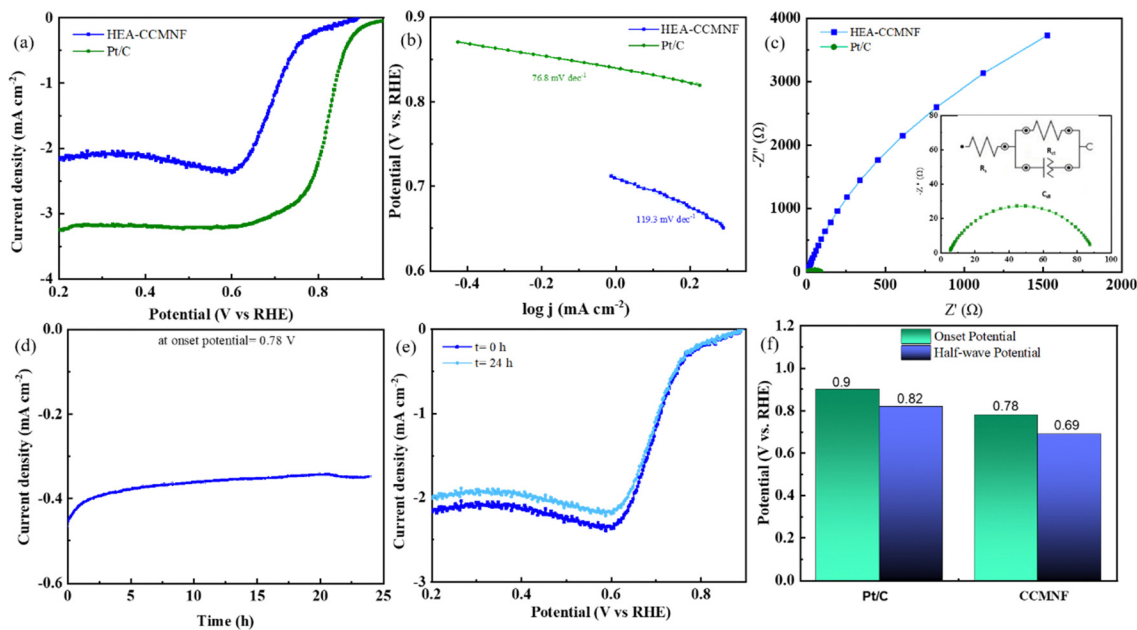 (a)
HEA-CCMNF
Pt/C
Current density (mA cm-2)
0
-1
-2
-3
-4
0.2
0.4
0.6
0.8
Potential (V vs RHE)
(b)
HEA-CCMNF
Pt/C
76.8 mV dec-1
119.3 mV dec-1
Potential (V vs. RHE)
0.9
0.8
0.7
0.6
-0.4
-0.2
0.0
0.2
0.4
log j (mA cm-2)
(c)
HEA-CCMNF
Pt/C
-Z'' (Ω)
4000
3000
2000
1000
0
0
500
1000
1500
2000
Z' (Ω)
-Z'' (Ω)
80
60
40
20
0
0
20
40
60
80
100
Rs
Rct
Cdl
(d)
at onset potential= 0.78 V
Current density (mA cm-2)
0.0
-0.2
-0.4
-0.6
0
5
10
15
20
25
Time (h)
(e)
t= 0 h
t= 24 h
Current density (mA cm-2)
0
-1
-2
-3
0.2
0.4
0.6
0.8
Potential (V vs RHE)
(f)
Onset Potential
Half-wave Potential
Potential (V vs. RHE)
1.2
1.0
0.8
0.6
0.4
0.2
0.0
0.9
0.82
0.78
0.69
Pt/C
CCMNF